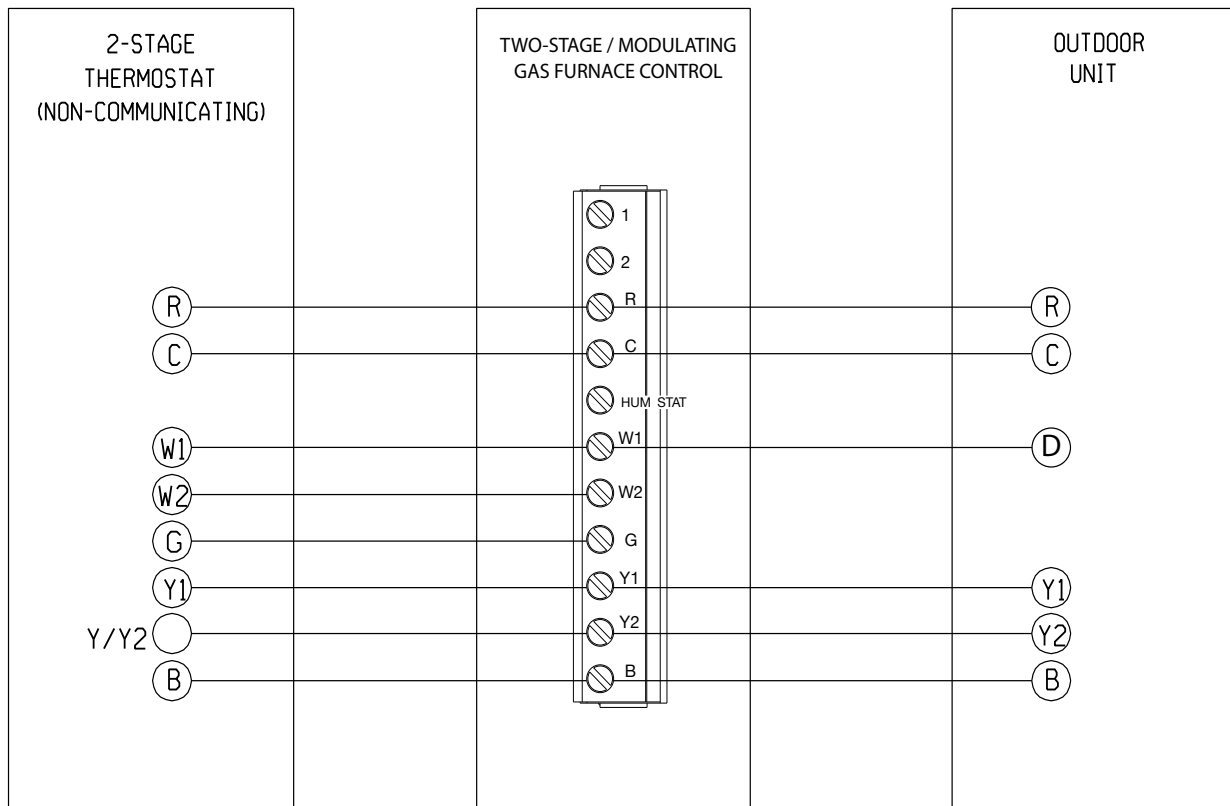 2-STAGE
THERMOSTAT
(NON-COMMUNICATING)
TWO-STAGE / MODULATING
GAS FURNACE CONTROL
OUTDOOR
UNIT
1
2
R R R
C C C
HUM STAT
W1 W1 D
W2 W2
G G
Y1 Y1 Y1
Y/Y2 Y2 Y2
B B B